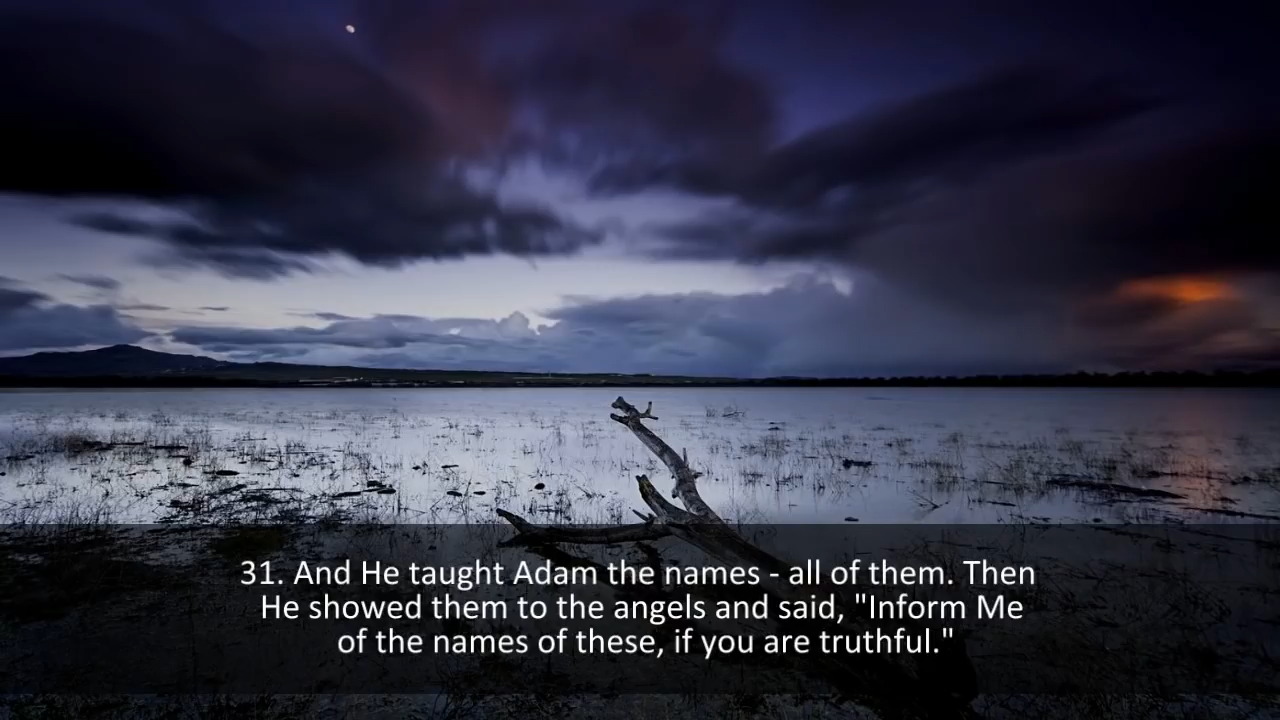 31. And He taught Adam the names - all of them. Then
He showed them to the angels and said, "Inform Me
of the names of these, if you are truthful."